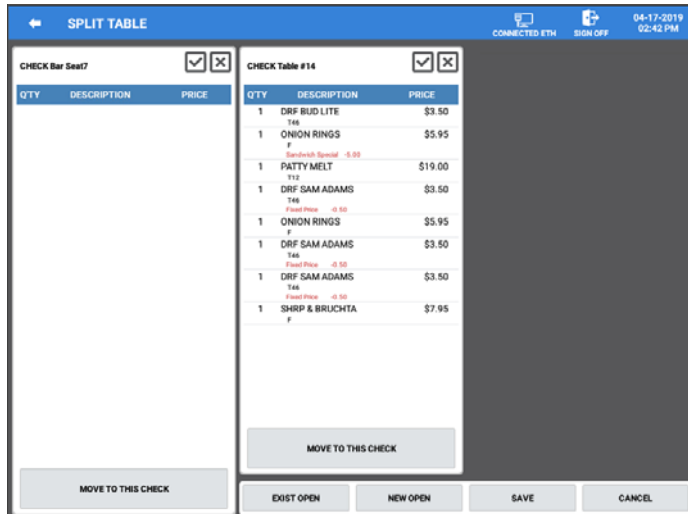 SPLIT TABLE
CONNECTED ETH
SIGN OFF
04-17-2019
02:42 PM
CHECK Bar Seat7
Q'TY DESCRIPTION PRICE
MOVE TO THIS CHECK
CHECK Table #14
Q'TY DESCRIPTION PRICE
1 DRF BUD LITE $3.50
T46
1 ONION RINGS $5.95
F
Sandwich Special -5.00
1 PATTY MELT $19.00
T12
1 DRF SAM ADAMS $3.50
T46
Fixed Price -0.50
1 ONION RINGS $5.95
F
1 DRF SAM ADAMS $3.50
T46
Fixed Price -0.50
1 DRF SAM ADAMS $3.50
T46
Fixed Price -0.50
1 SHRP & BRUCHTA $7.95
F
MOVE TO THIS CHECK
EXIST OPEN
NEW OPEN
SAVE
CANCEL